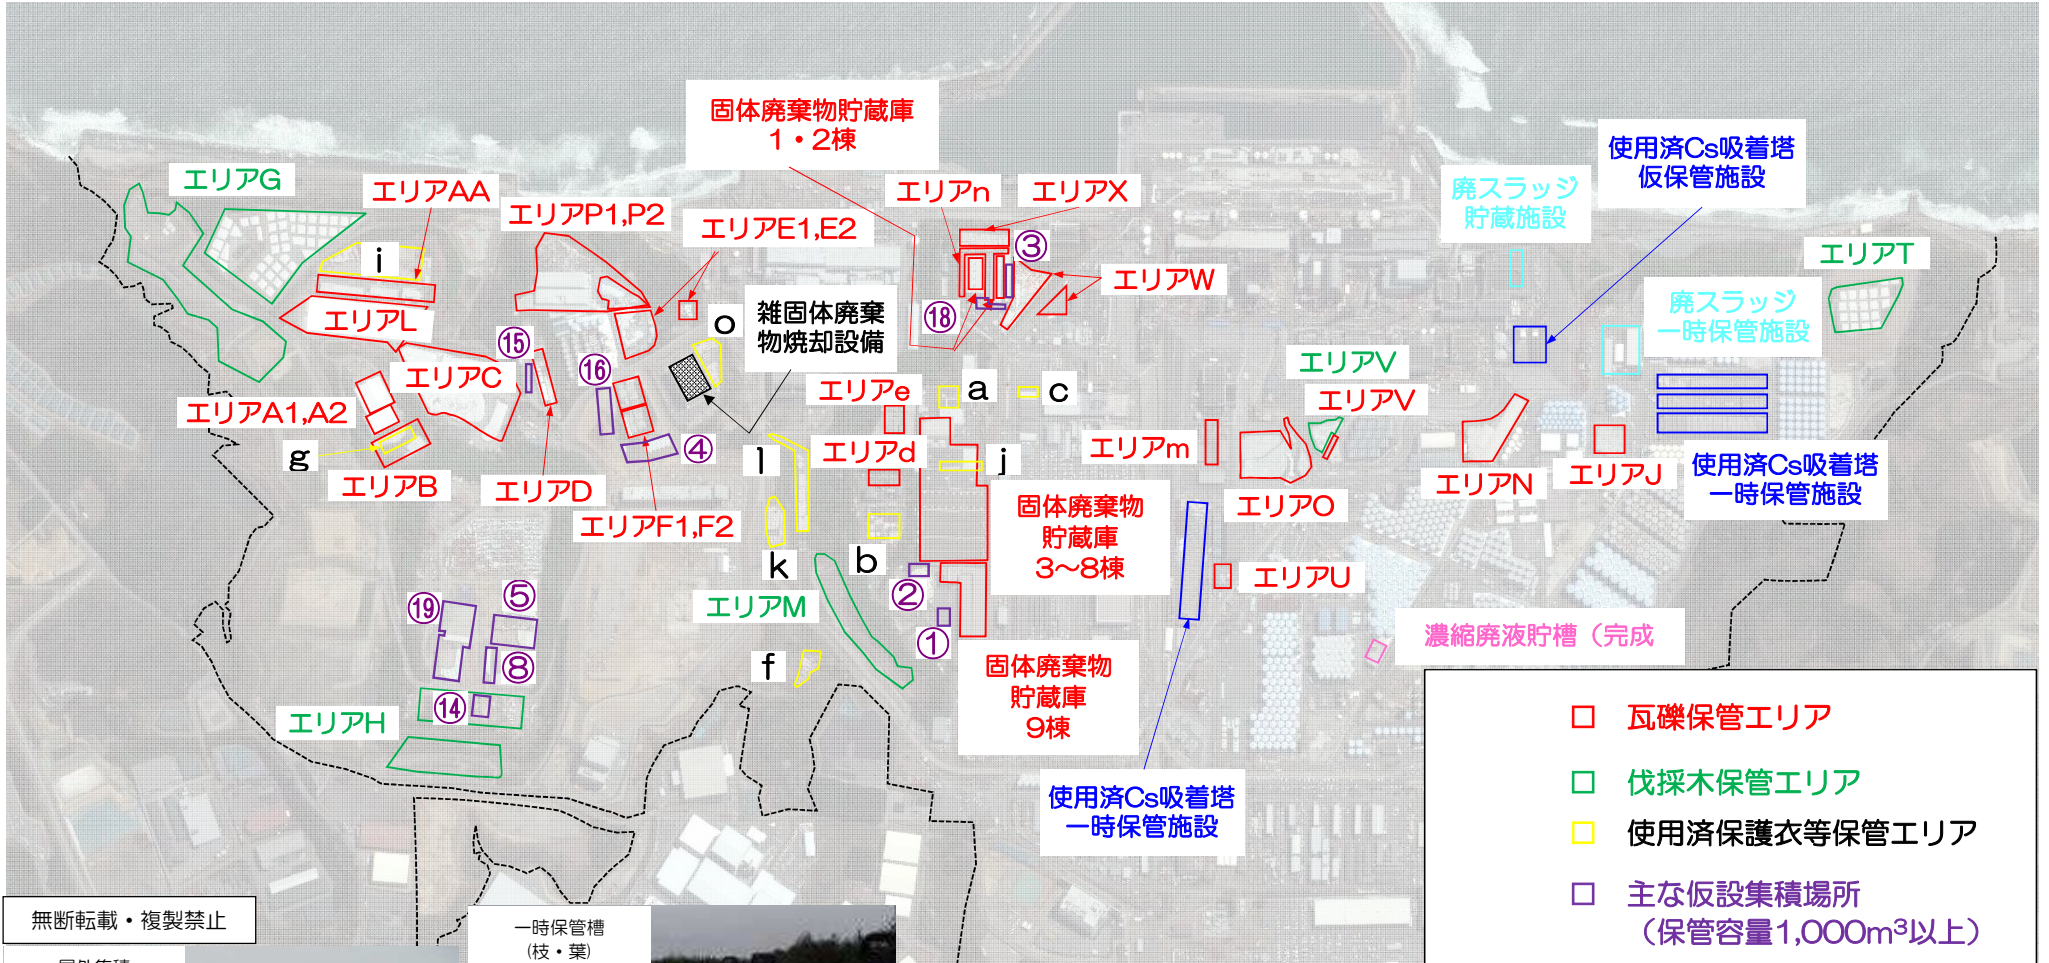 固体廃棄物貯蔵庫
1・2棟
使用済Cs吸着塔
仮保管施設
エリアG
エリアAA
エリアP1,P2
エリアE1,E2
エリアn
エリアX
③
廃スラッジ
貯蔵施設
エリアT
i
エリアW
エリアL
o
雑固体廃棄
物焼却設備
⑱
廃スラッジ
一時保管施設
⑮
エリアC
⑯
エリアe
a
c
エリアV
エリアV
エリアA1,A2
g
エリアB
エリアD
④
l
エリアd
j
エリアm
エリアN
エリアJ
使用済Cs吸着塔
一時保管施設
エリアF1,F2
エリアO
固体廃棄物
貯蔵庫
3~8棟
k
b
エリアU
⑲
⑤
エリアM
②
①
⑧
f
濃縮廃液貯槽（完成
固体廃棄物
貯蔵庫
9棟
⑭
エリアH
使用済Cs吸着塔
一時保管施設
瓦礫保管エリア
伐採木保管エリア
使用済保護衣等保管エリア
主な仮設集積場所
（保管容量1,000m³以上）
無断転載・複製禁止
一時保管槽
(枝・葉)